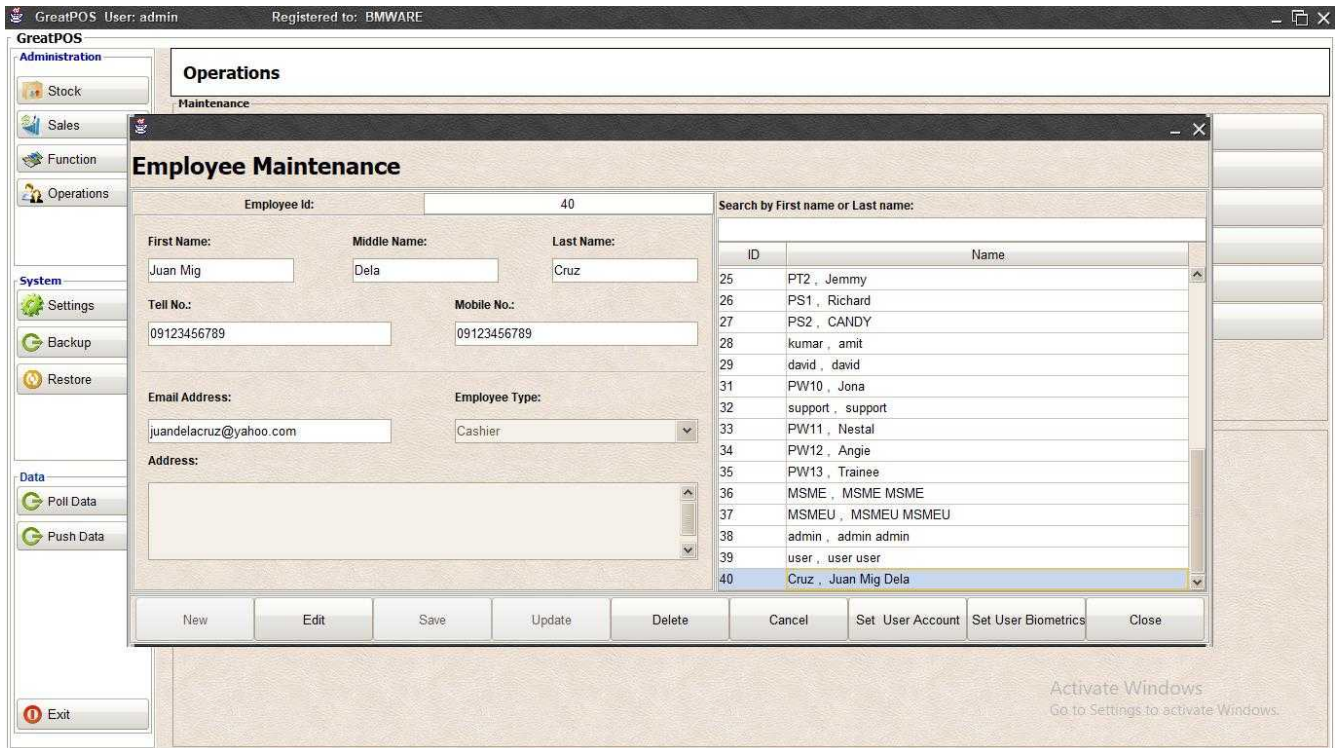 GreatPOS User: admin Registered to: BMWARE
GreatPOS
Administration
Stock
Sales
Function
Operations
System
Settings
Backup
Restore
Data
Poll Data
Push Data
Exit
Operations
Maintenance
Employee Maintenance
Employee Id: 40
First Name: Middle Name: Last Name:
Juan Mig Dela Cruz
Tell No.: Mobile No.:
09123456789 09123456789
Email Address: Employee Type:
juandelacruz@yahoo.com Cashier
Address:
Search by First name or Last name:
ID Name
25 PT2 , Jemmy
26 PS1 , Richard
27 PS2 , CANDY
28 kumar , amit
29 david , david
31 PW10 , Jona
32 support , support
33 PW11 , Nestal
34 PW12 , Angie
35 PW13 , Trainee
36 MSME , MSME MSME
37 MSMEU , MSMEU MSMEU
38 admin , admin admin
39 user , user user
40 Cruz , Juan Mig Dela
New Edit Save Update Delete Cancel Set User Account Set User Biometrics Close
Activate Windows
Go to Settings to activate Windows.